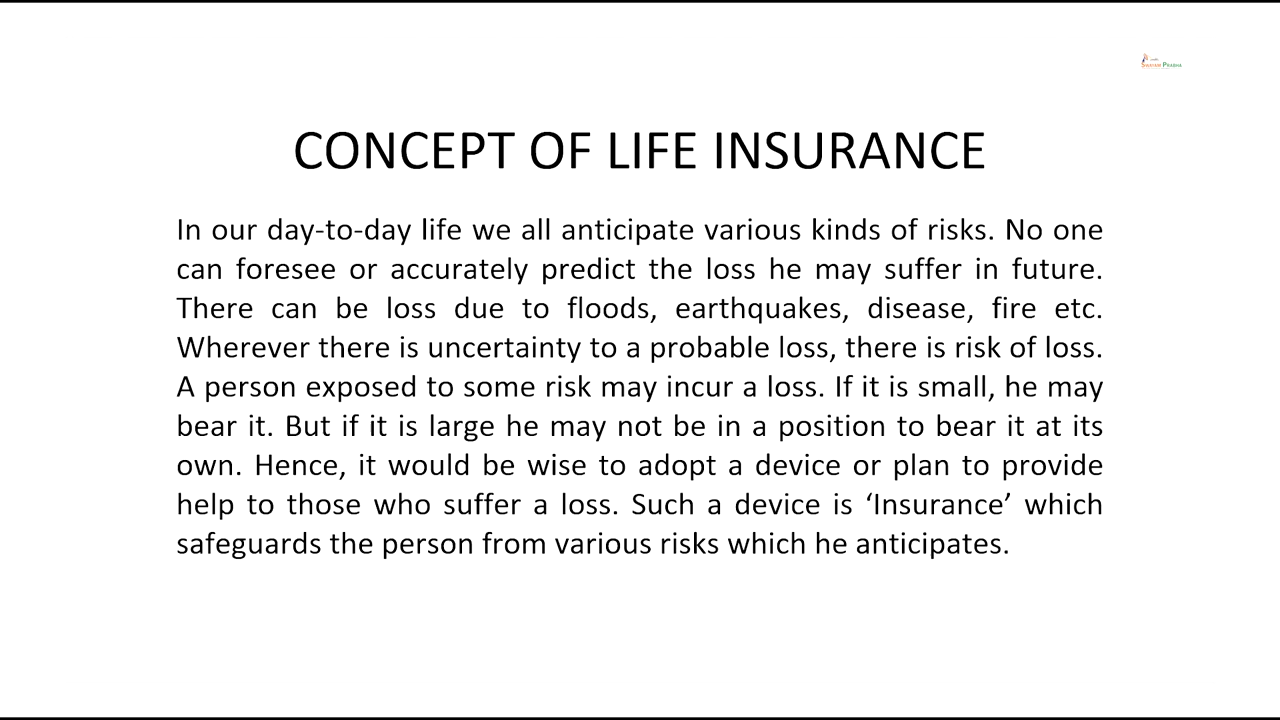 SWAYAM PRABHA
CONCEPT OF LIFE INSURANCE
In our day-to-day life we all anticipate various kinds of risks. No one
can foresee or accurately predict the loss he may suffer in future.
There can be loss due to floods, earthquakes, disease, fire etc.
Wherever there is uncertainty to a probable loss, there is risk of loss.
A person exposed to some risk may incur a loss. If it is small, he may
bear it. But if it is large he may not be in a position to bear it at its
own. Hence, it would be wise to adopt a device or plan to provide
help to those who suffer a loss. Such a device is ‘Insurance’ which
safeguards the person from various risks which he anticipates.